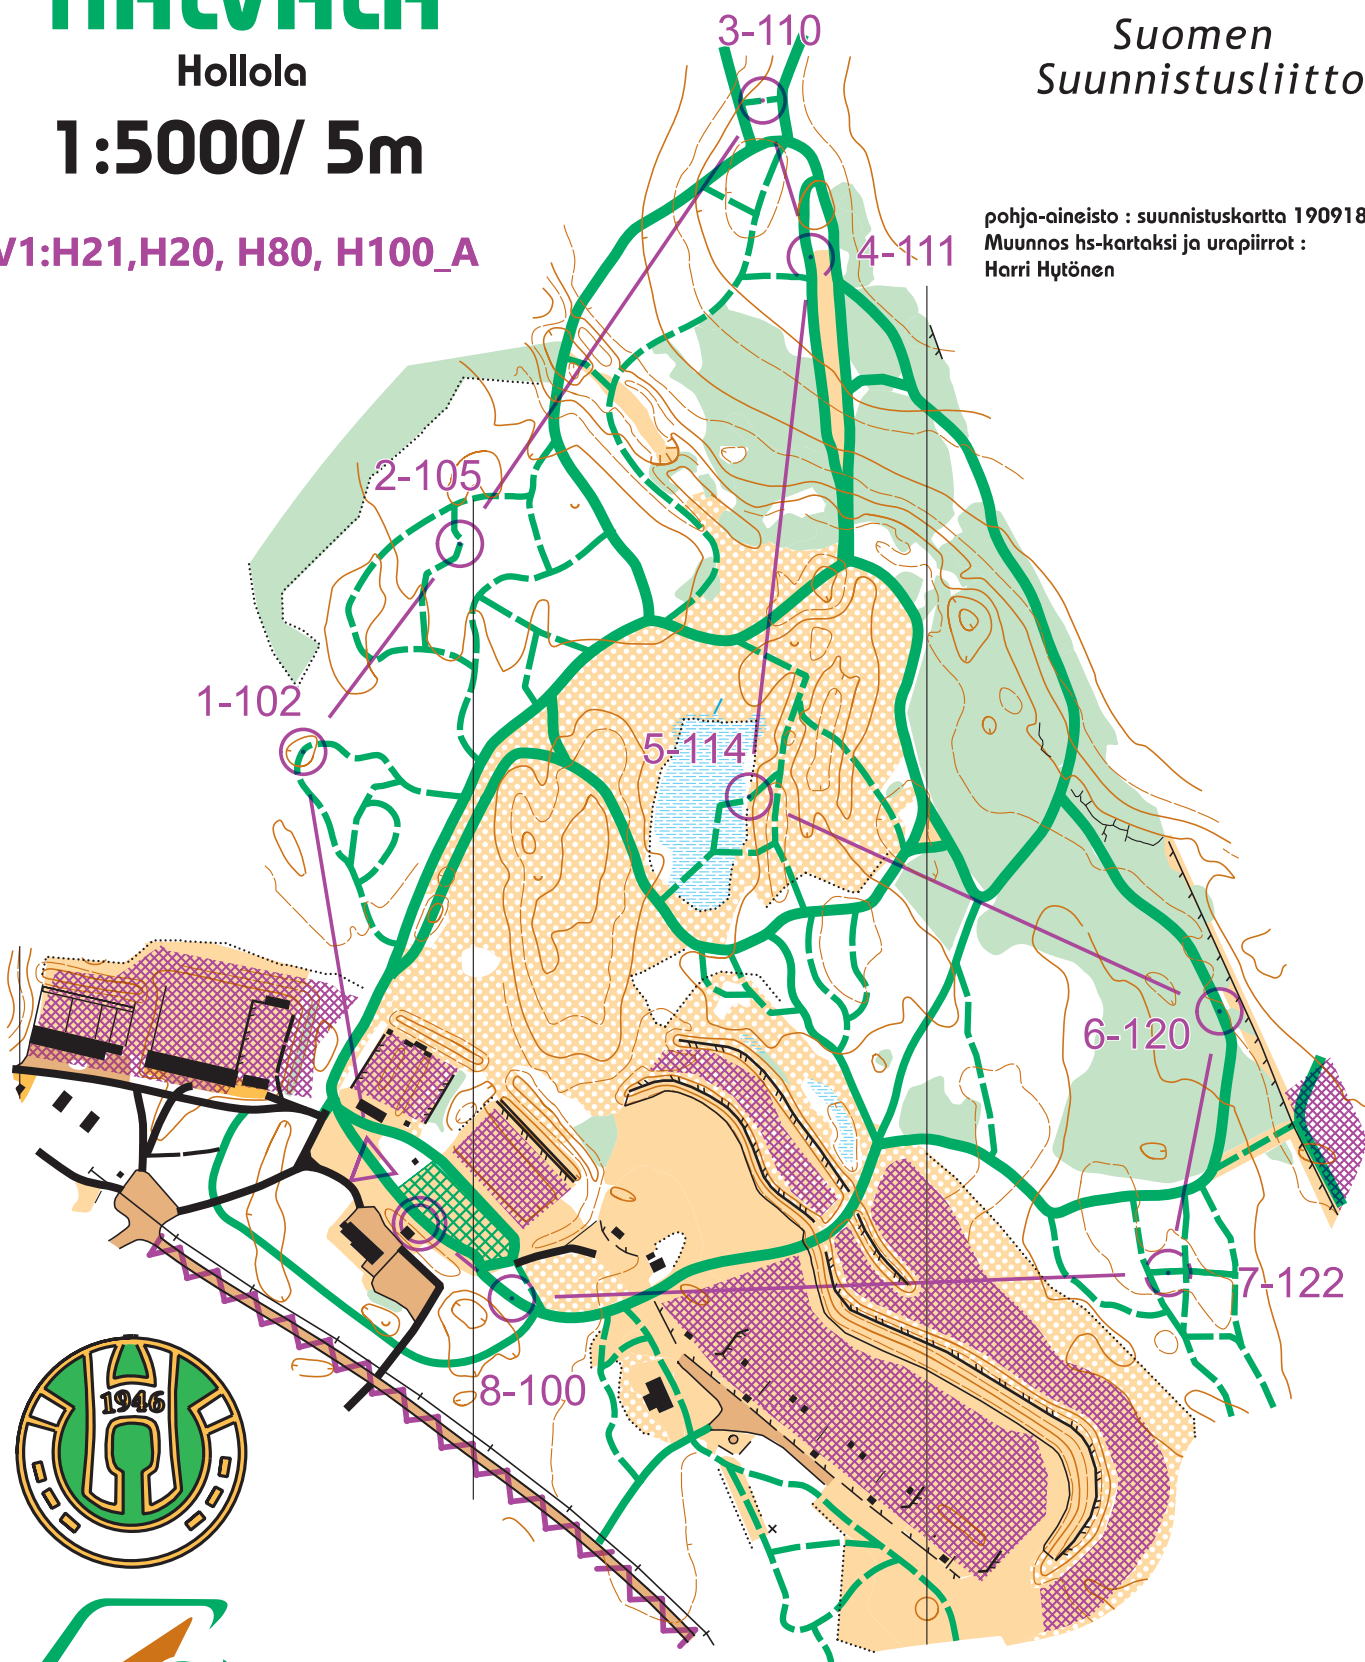 Hollola
1:5000/ 5m
V1:H21,H20, H80, H100_A
Suomen
Suunnistusliitto
pohja-aineisto : suunnistuskartta 190918
Muunnos hs-kartaksi ja urapiirrot :
Harri Hytönen
3-110
4-111
2-105
1-102
5-114
6-120
7-122
8-100
1946